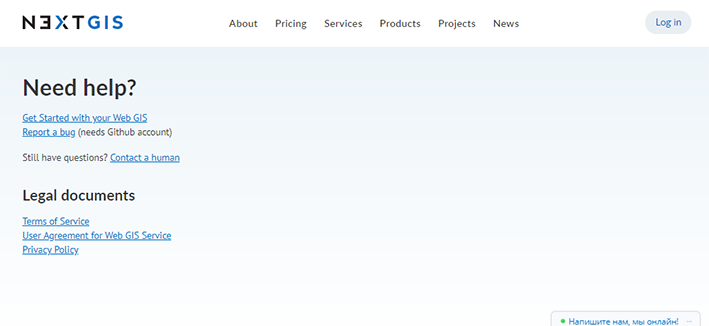 NEXTGIS
About Pricing Services Products Projects News
Log in
Need help?
Get Started with your Web GIS
Report a bug (needs Github account)
Still have questions? Contact a human
Legal documents
Terms of Service
User Agreement for Web GIS Service
Privacy Policy
Напишите нам, мы онлайн!